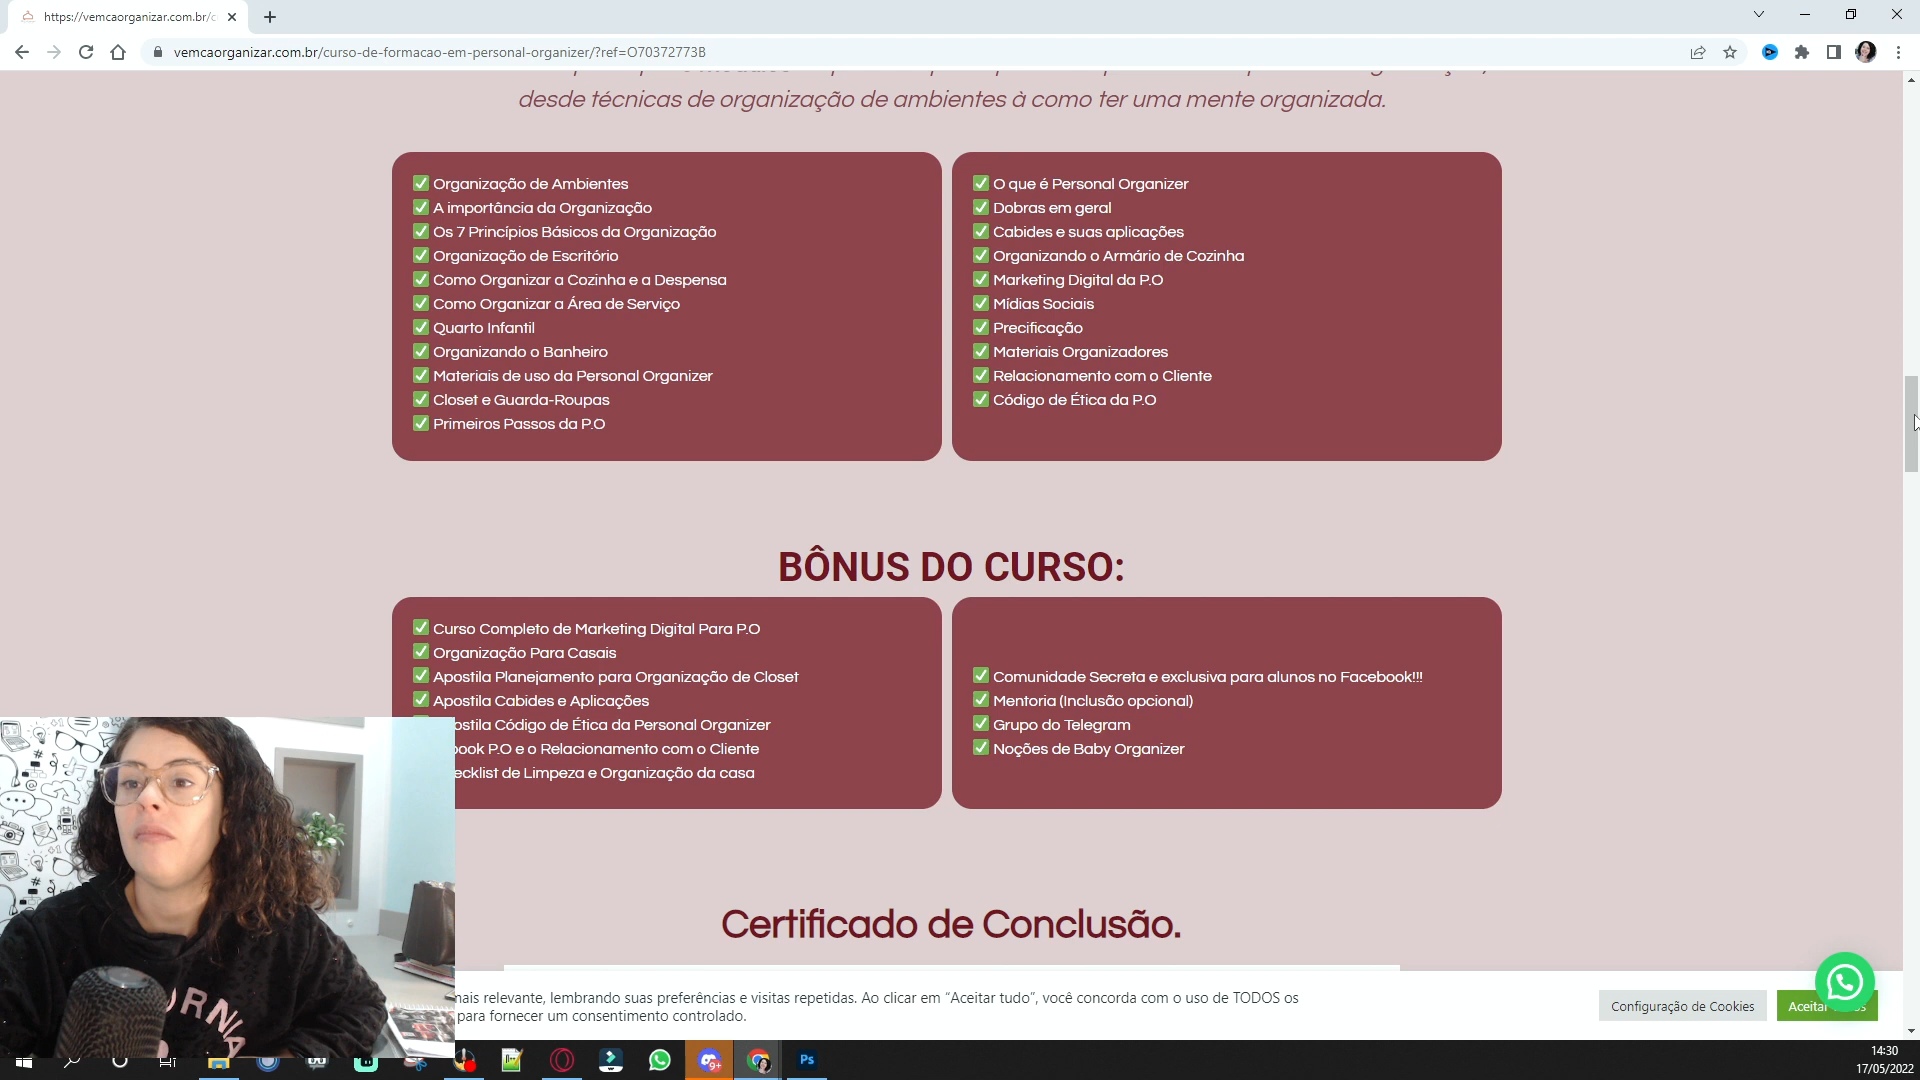 https://vemcaorganizar.com.br/c
vemcaorganizar.com.br/curso-de-formacao-em-personal-organizer/?ref=O70372773B
desde técnicas de organização de ambientes à como ter uma mente organizada.
Organização de Ambientes
A importância da Organização
Os 7 Princípios Básicos da Organização
Organização de Escritório
Como Organizar a Cozinha e a Despensa
Como Organizar a Área de Serviço
Quarto Infantil
Organizando o Banheiro
Materiais de uso da Personal Organizer
Closet e Guarda-Roupas
Primeiros Passos da P.O
O que é Personal Organizer
Dobras em geral
Cabides e suas aplicações
Organizando o Armário de Cozinha
Marketing Digital da P.O
Mídias Sociais
Precificação
Materiais Organizadores
Relacionamento com o Cliente
Código de Ética da P.O
BÔNUS DO CURSO:
Curso Completo de Marketing Digital Para P.O
Organização Para Casais
Apostila Planejamento para Organização de Closet
Apostila Cabides e Aplicações
ostila Código de Ética da Personal Organizer
book P.O e o Relacionamento com o Cliente
ecklist de Limpeza e Organização da casa
Comunidade Secreta e exclusiva para alunos no Facebook!!!
Mentoria (Inclusão opcional)
Grupo do Telegram
Noções de Baby Organizer
Certificado de Conclusão.
mais relevante, lembrando suas preferências e visitas repetidas. Ao clicar em “Aceitar tudo”, você concorda com o uso de TODOS os
para fornecer um consentimento controlado.
Configuração de Cookies
Aceitar
9+
Ps
14:30
17/05/2022